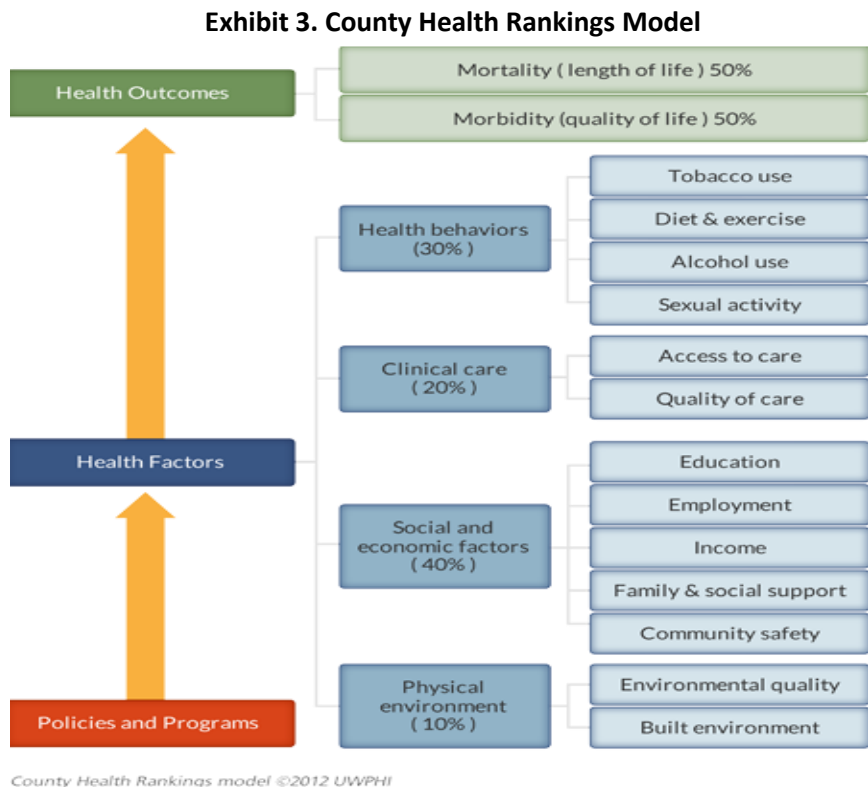 Exhibit 3. County Health Rankings Model
Health Outcomes
Mortality ( length of life ) 50%
Morbidity (quality of life ) 50%
Health Factors
Health behaviors
(30% )
Tobacco use
Diet & exercise
Alcohol use
Sexual activity
Clinical care
( 20% )
Access to care
Quality of care
Social and
economic factors
( 40% )
Education
Employment
Income
Family & social support
Community safety
Policies and Programs
Physical
environment
( 10% )
Environmental quality
Built environment
County Health Rankings model ©2012 UWPHI